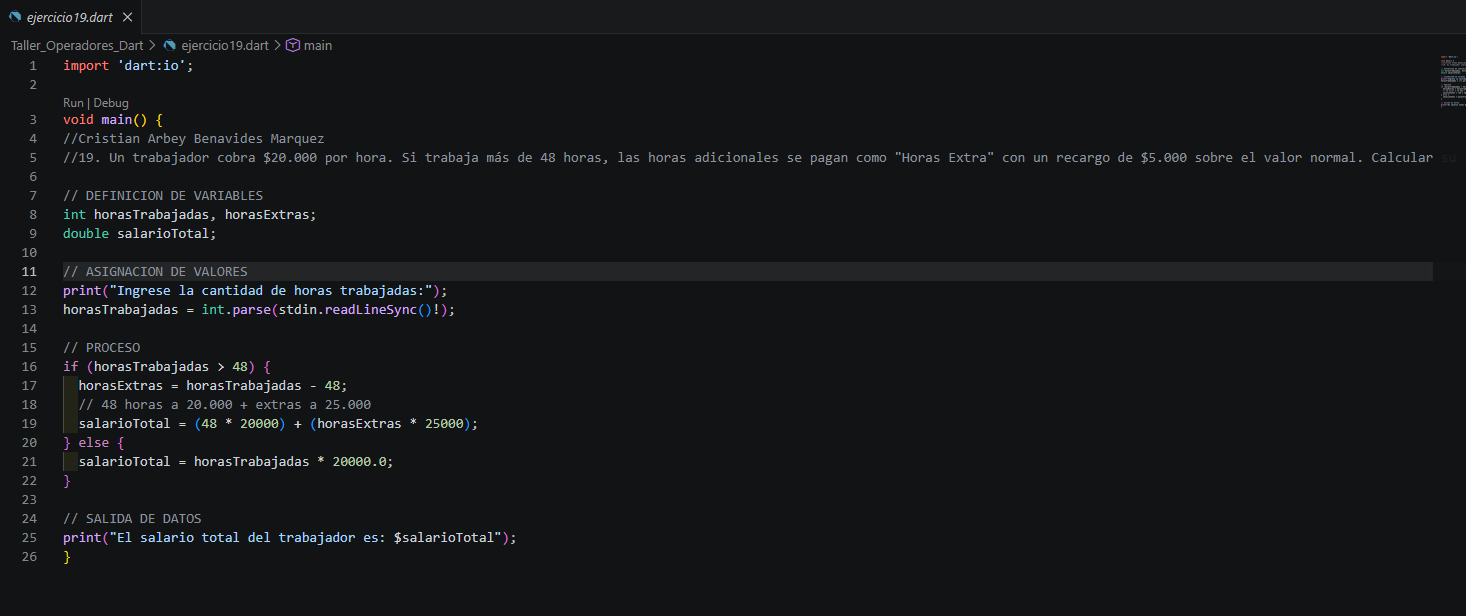 ejercicio19.dart
Taller_Operadores_Dart > ejercicio19.dart > main
1 import 'dart:io';
2
Run | Debug
3 void main() {
4 //Cristian Arbey Benavides Marquez
5 //19. Un trabajador cobra $20.000 por hora. Si trabaja más de 48 horas, las horas adicionales se pagan como "Horas Extra" con un recargo de $5.000 sobre el valor normal. Calcular su
6
7 // DEFINICION DE VARIABLES
8 int horasTrabajadas, horasExtras;
9 double salarioTotal;
10
11 // ASIGNACION DE VALORES
12 print("Ingrese la cantidad de horas trabajadas:");
13 horasTrabajadas = int.parse(stdin.readLineSync()!);
14
15 // PROCESO
16 if (horasTrabajadas > 48) {
17 horasExtras = horasTrabajadas - 48;
18 // 48 horas a 20.000 + extras a 25.000
19 salarioTotal = (48 * 20000) + (horasExtras * 25000);
20 } else {
21 salarioTotal = horasTrabajadas * 20000.0;
22 }
23
24 // SALIDA DE DATOS
25 print("El salario total del trabajador es: $salarioTotal");
26 }